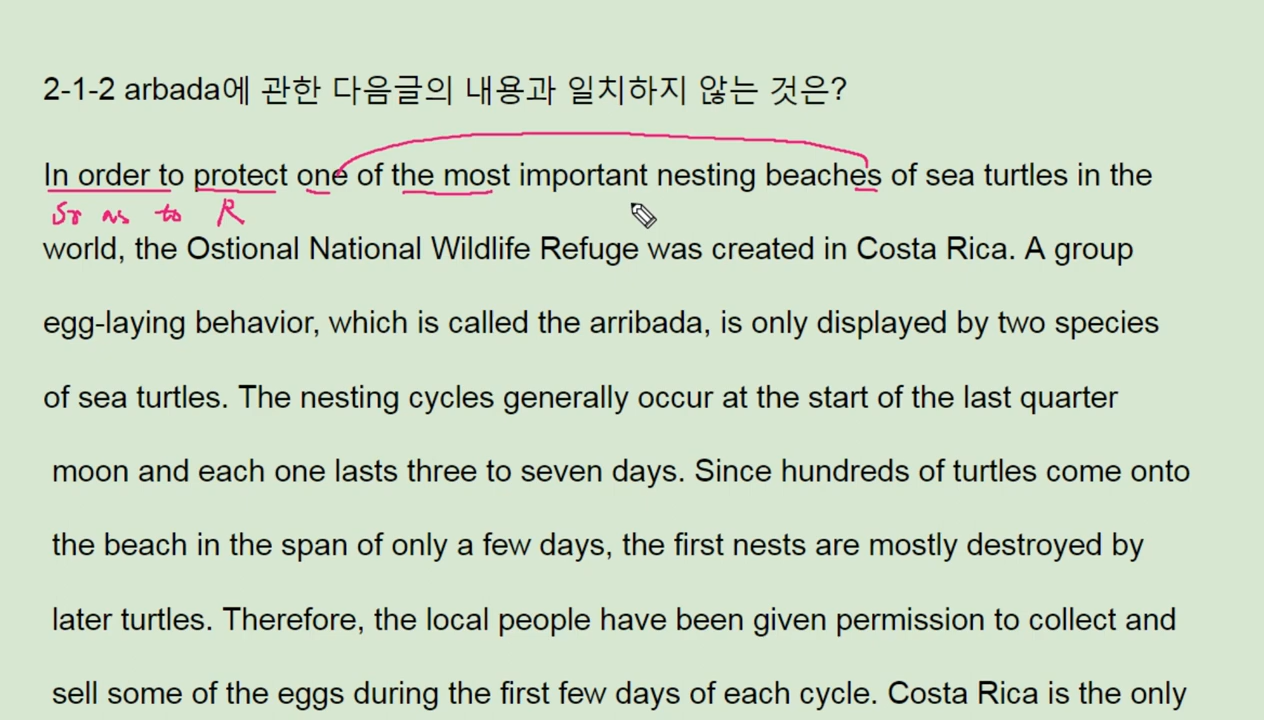 2-1-2 arbada에 관한 다음글의 내용과 일치하지 않는 것은?
In order to protect one of the most important nesting beaches of sea turtles in the
So as to R
world, the Ostional National Wildlife Refuge was created in Costa Rica. A group
egg-laying behavior, which is called the arribada, is only displayed by two species
of sea turtles. The nesting cycles generally occur at the start of the last quarter
moon and each one lasts three to seven days. Since hundreds of turtles come onto
the beach in the span of only a few days, the first nests are mostly destroyed by
later turtles. Therefore, the local people have been given permission to collect and
sell some of the eggs during the first few days of each cycle. Costa Rica is the only